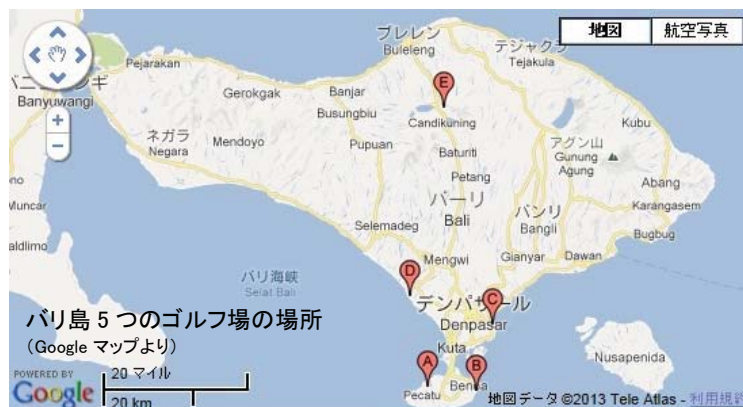 ブレレン
Buleleng
テジャクラ
Tejakula
地図
航空写真
Pejarakan
Banyuwangi
Gerokgak
Banjar
Busungbiu
E
Candikuning
Kubu
ネガラ
Negara
Mendoyo
Pupuan
Baturiti
アグン山
Gunung
Agung
Petang
Abang
バーリ
Bali
バンリ
Bangli
Karangasem
Selemadeg
Bugbug
Mengwi
Gianyar
Dawan
バリ海峡
Selat Bali
D
デンパサール
C
Denpasar
バリ島 5 つのゴルフ場の場所
(Google マップより)
Kuta
Nusapenida
A
B
Pecatu
Benoa
POWERED BY
Google
20 マイル
20 km
地図データ ©2013 Tele Atlas - 利用規約